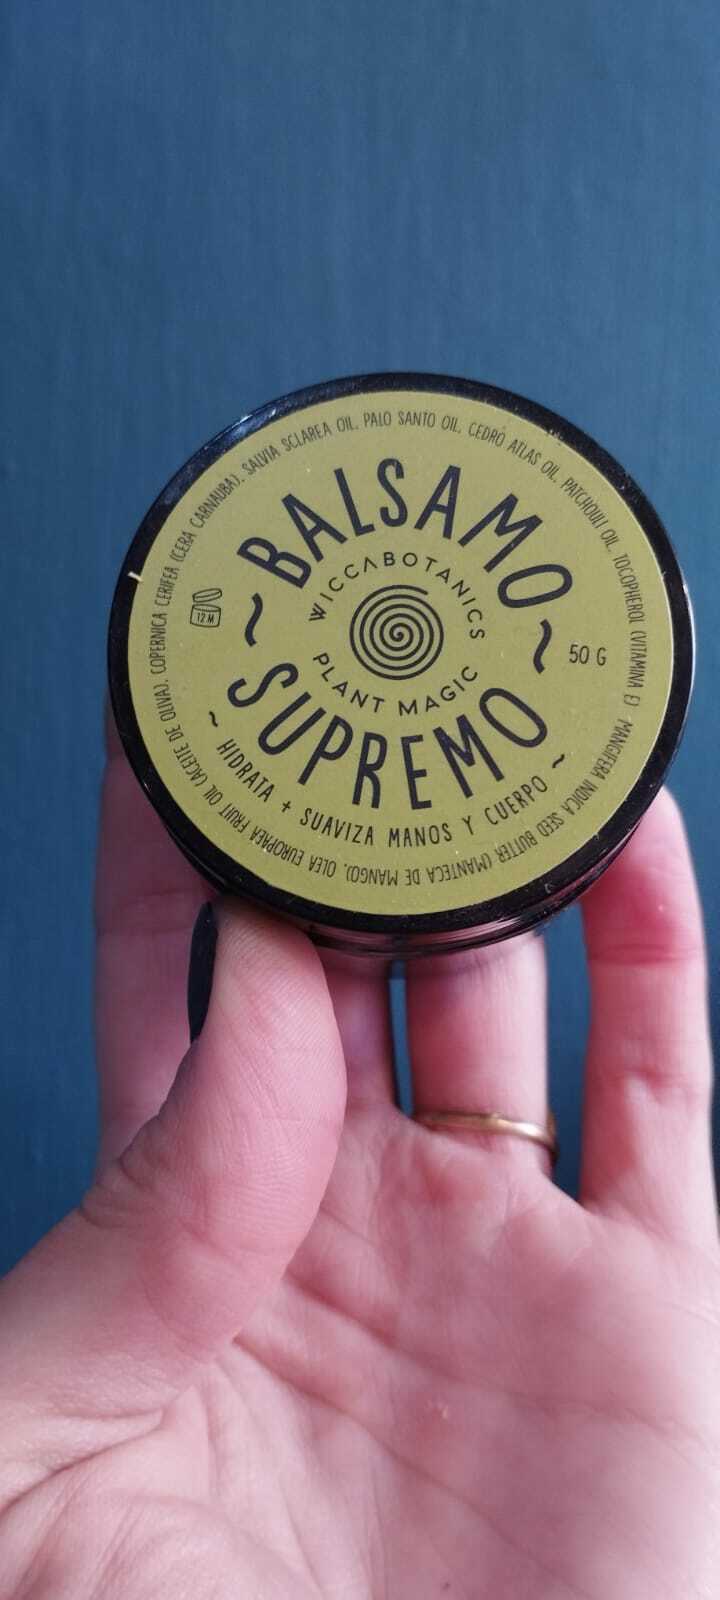 BALSAMO
WICCABOTANICS
PLANT MAGIC
~ SUPREMO ~
~ HIDRATA + SUAVIZA MANOS Y CUERPO ~
50 G
12 M
MANGIFERA INDICA SEED BUTTER (MANTECA DE MANGO), OLEA EUROPAEA FRUIT OIL (ACEITE DE OLIVA), COPERNICA CERIFEA (CERA CARNAUBA), SALVIA SCLAREA OIL, PALO SANTO OIL, CEDRO ATLAS OIL, PATCHOULI OIL, TOCOPHEROL (VITAMINA E)